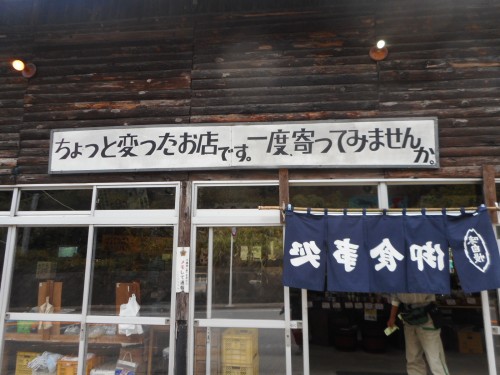 ちょっと変ったお店です。一度、寄ってみませんか。
御食事処